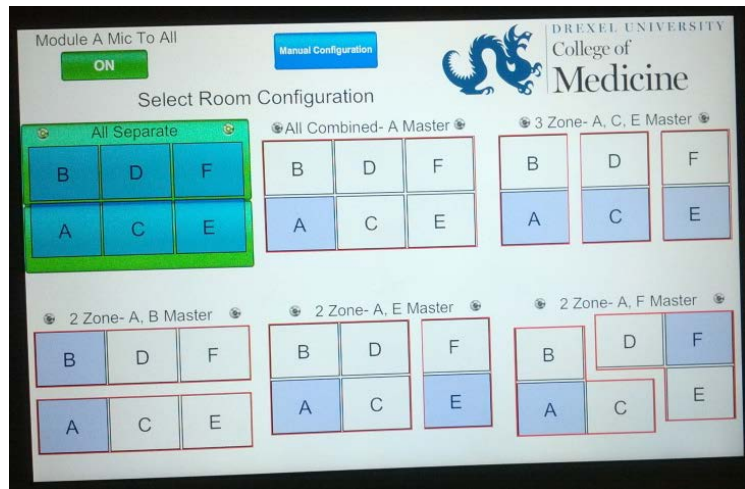 Module A Mic To All
ON
Manual Configuration
DREXEL UNIVERSITY
College of
Medicine
Select Room Configuration
All Separate
B D F
A C E
All Combined- A Master
B D F
A C E
3 Zone- A, C, E Master
B D F
A C E
2 Zone- A, B Master
B D F
A C E
2 Zone- A, E Master
B D F
A C E
2 Zone- A, F Master
B D F
A C E